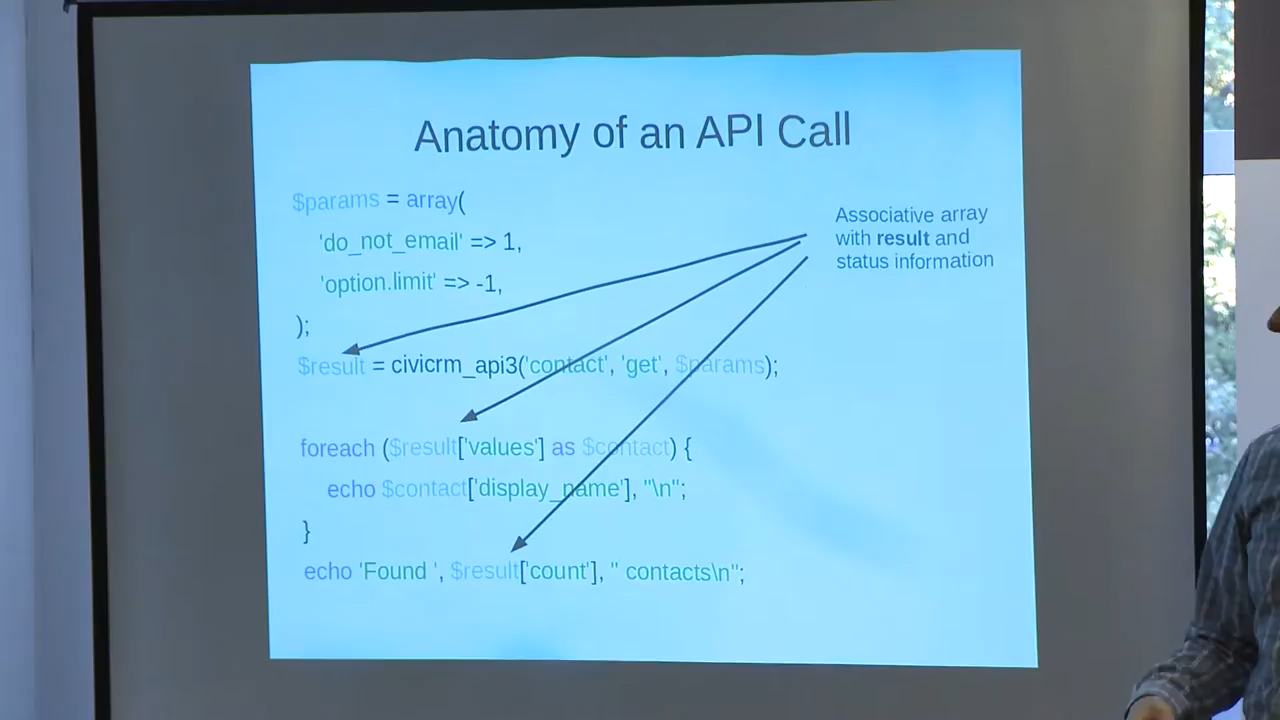 Anatomy of an API Call
$params = array(
'do_not_email' => 1,
'option.limit' => -1,
);
$result = civicrm_api3('contact', 'get', $params);
foreach ($result['values'] as $contact) {
echo $contact['display_name'], "\n";
}
echo 'Found ', $result['count'], " contacts\n";
Associative array
with result and
status information